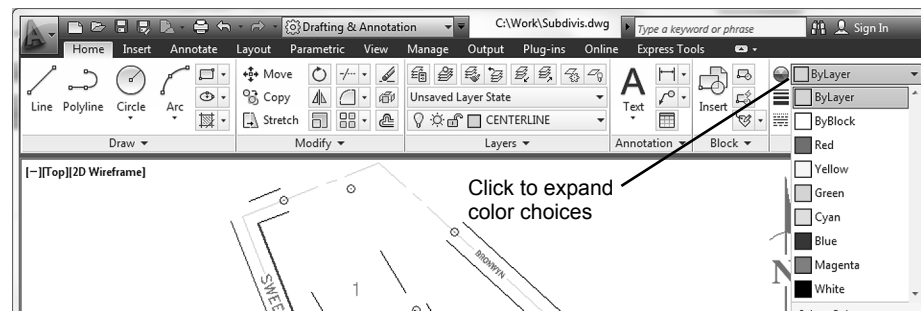 Drafting & Annotation
C:\Work\Subdivis.dwg
Type a keyword or phrase
Sign In
Home Insert Annotate Layout Parametric View Manage Output Plug-ins Online Express Tools
Line Polyline Circle Arc
Move
Copy
Stretch
Unsaved Layer State
CENTERLINE
Text
Insert
ByLayer
Draw Modify Layers Annotation Block
ByLayer
ByBlock
Red
Yellow
Green
Cyan
Blue
Magenta
White
[−][Top][2D Wireframe]
Click to expand
color choices
BRONWYN
SWEE
1
N